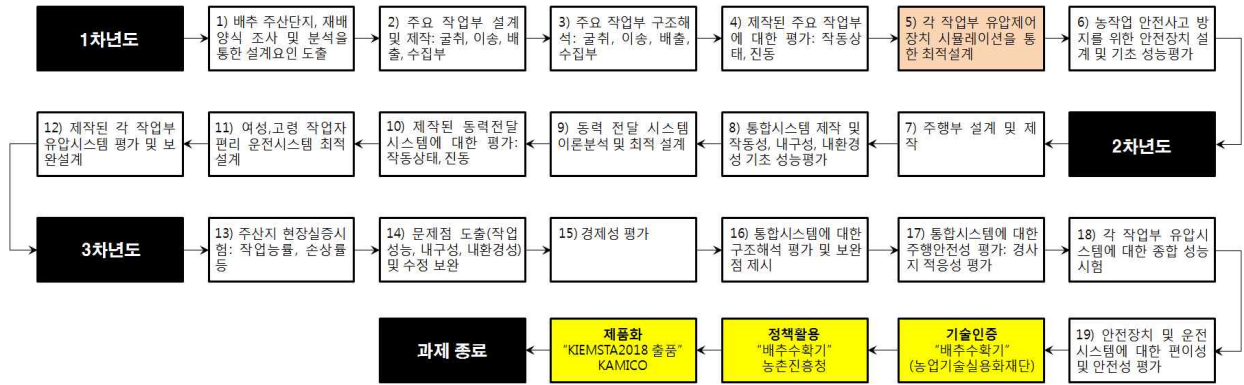 1차년도
1) 배추 주산단지, 재배
양식 조사 및 분석을
통한 설계요인 도출
2) 주요 작업부 설계
및 제작: 굴취, 이송, 배
출, 수집부
3) 주요 작업부 구조해
석: 굴취, 이송, 배출,
수집부
4) 제작된 주요 작업부
에 대한 평가: 작동상
태, 진동
5) 각 작업부 유압제어
장치 시뮬레이션을 통
한 최적설계
6) 농작업 안전사고 방
지를 위한 안전장치 설
계 및 기초 성능평가
2차년도
7) 주행부 설계 및 제
작
8) 통합시스템 제작 및
작동성, 내구성, 내환경
성 기초 성능평가
9) 동력 전달 시스템
이론분석 및 최적 설계
10) 제작된 동력전달
시스템에 대한 평가:
작동상태, 진동
11) 여성,고령 작업자
편리 운전시스템 최적
설계
12) 제작된 각 작업부
유압시스템 평가 및 보
완설계
3차년도
13) 주산지 현장실증시
험: 작업능률, 손상률
등
14) 문제점 도출(작업
성능, 내구성, 내환경성)
및 수정 보완
15) 경제성 평가
16) 통합시스템에 대한
구조해석 평가 및 보완
점 제시
17) 통합시스템에 대한
주행안전성 평가: 경사
지 적응성 평가
18) 각 작업부 유압시
스템에 대한 종합 성능
시험
19) 안전장치 및 운전
시스템에 대한 편이성
및 안전성 평가
기술인증
"배추수확기"
(농업기술실용화재단)
정책활용
"배추수확기"
농촌진흥청
제품화
"KIEMSTA2018 출품"
KAMICO
과제 종료